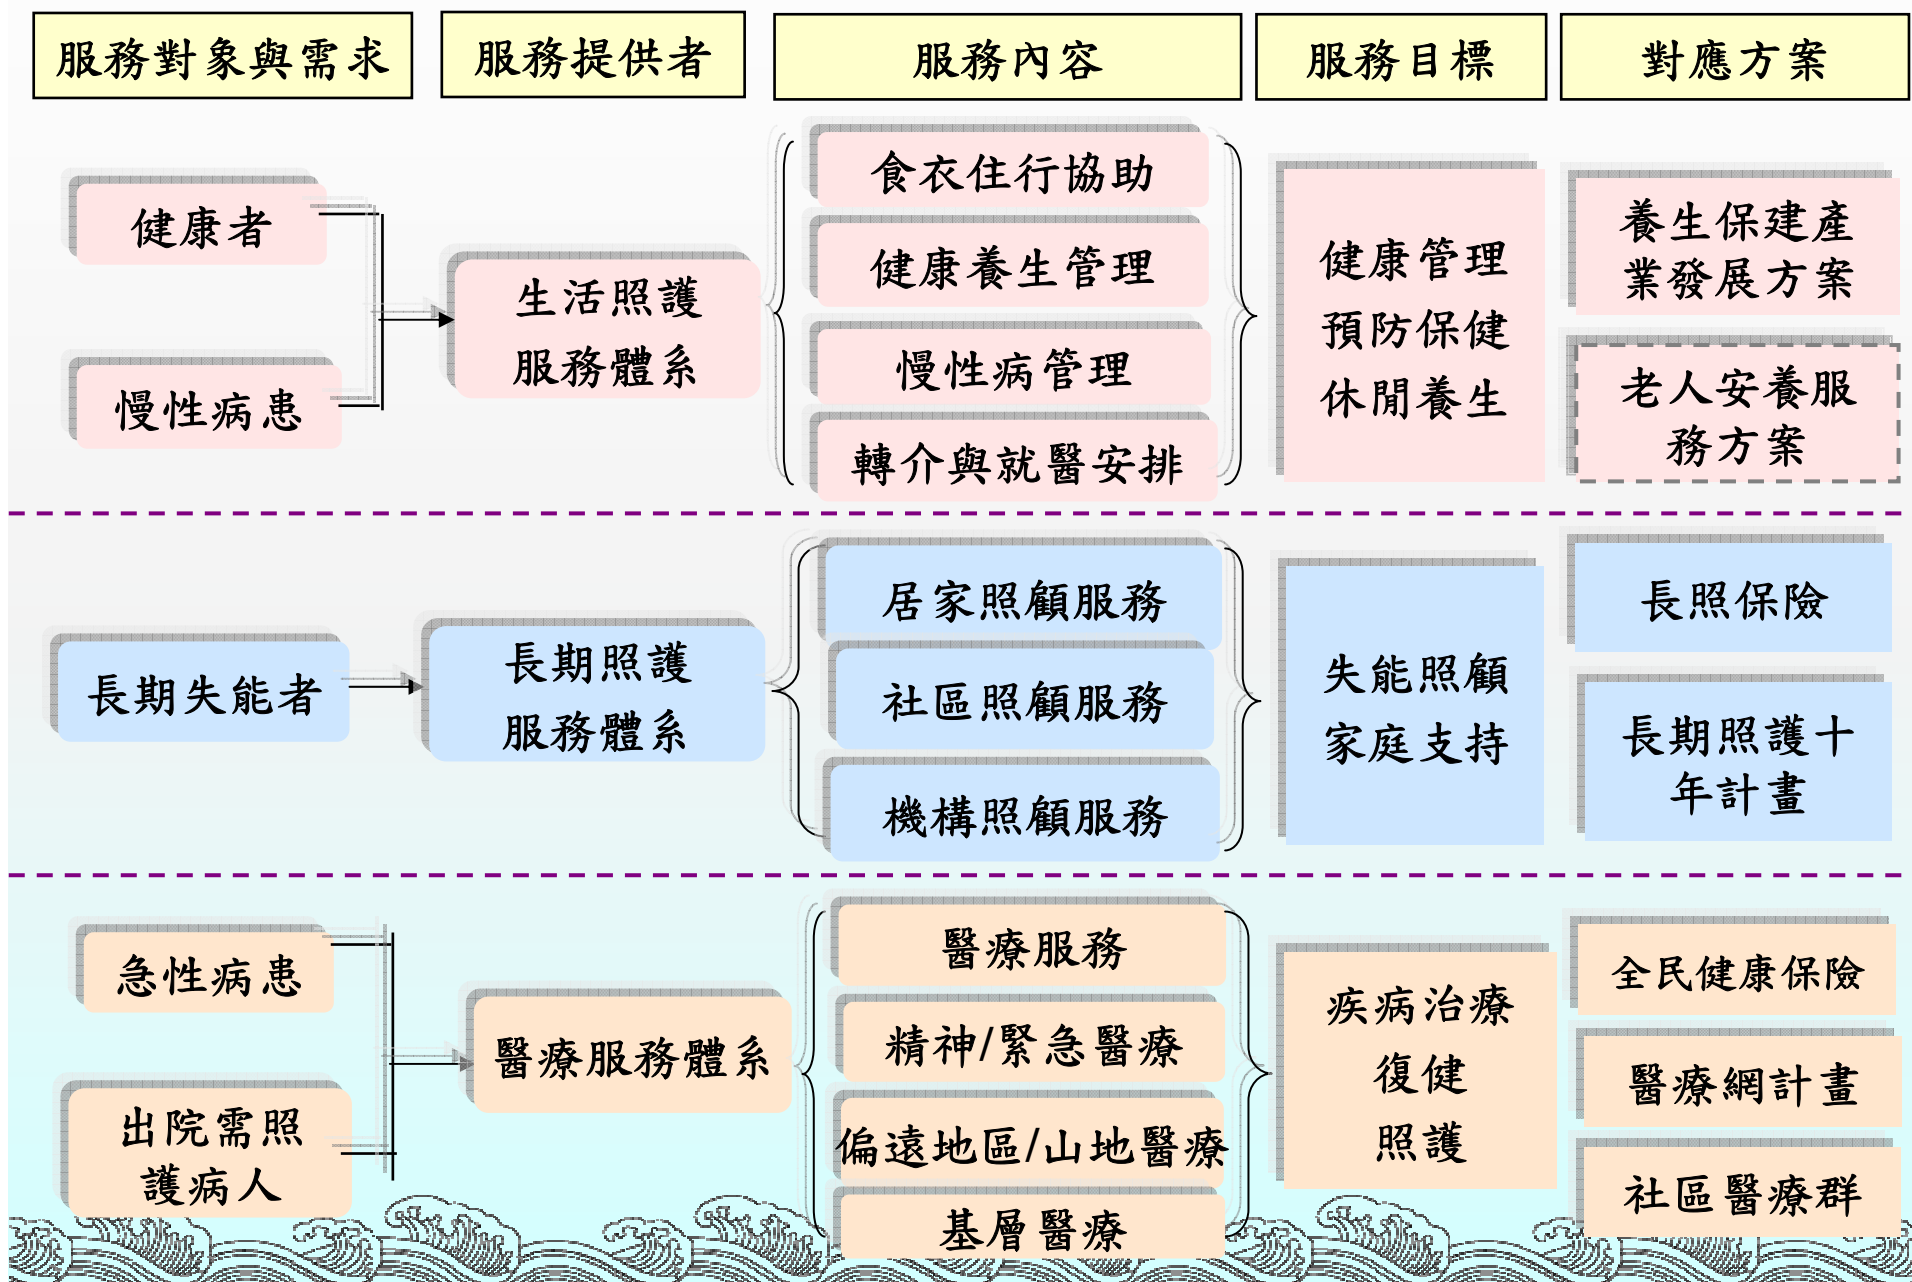 服務對象與需求
服務提供者
服務內容
服務目標
對應方案
健康者
慢性病患
生活照護
服務體系
食衣住行協助
健康養生管理
慢性病管理
轉介與就醫安排
健康管理
預防保健
休閒養生
養生保建產
業發展方案
老人安養服
務方案
長期失能者
長期照護
服務體系
居家照顧服務
社區照顧服務
機構照顧服務
失能照顧
家庭支持
長照保險
長期照護十
年計畫
急性病患
出院需照
護病人
醫療服務體系
醫療服務
精神/緊急醫療
偏遠地區/山地醫療
基層醫療
疾病治療
復健
照護
全民健康保險
醫療網計畫
社區醫療群